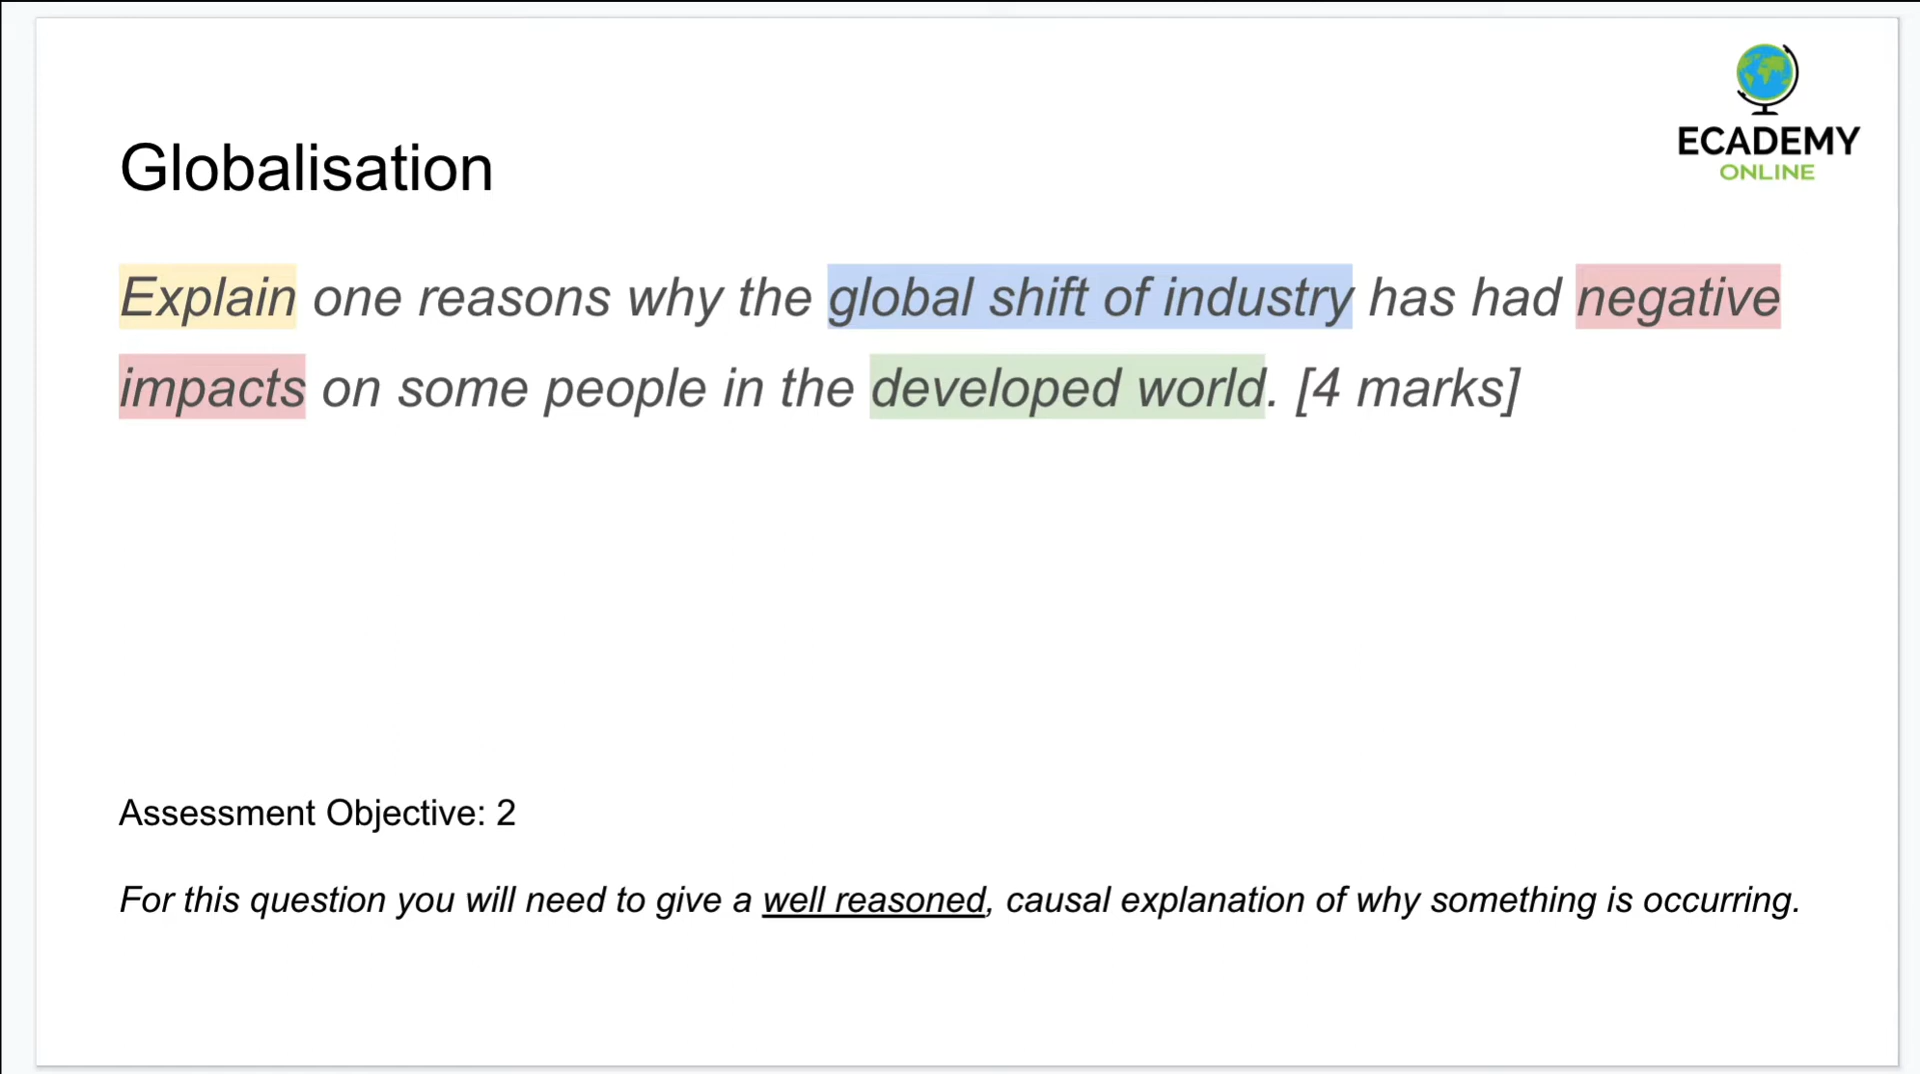 ECADEMY
ONLINE
Globalisation
Explain one reasons why the global shift of industry has had negative
impacts on some people in the developed world. [4 marks]
Assessment Objective: 2
For this question you will need to give a well reasoned, causal explanation of why something is occurring.